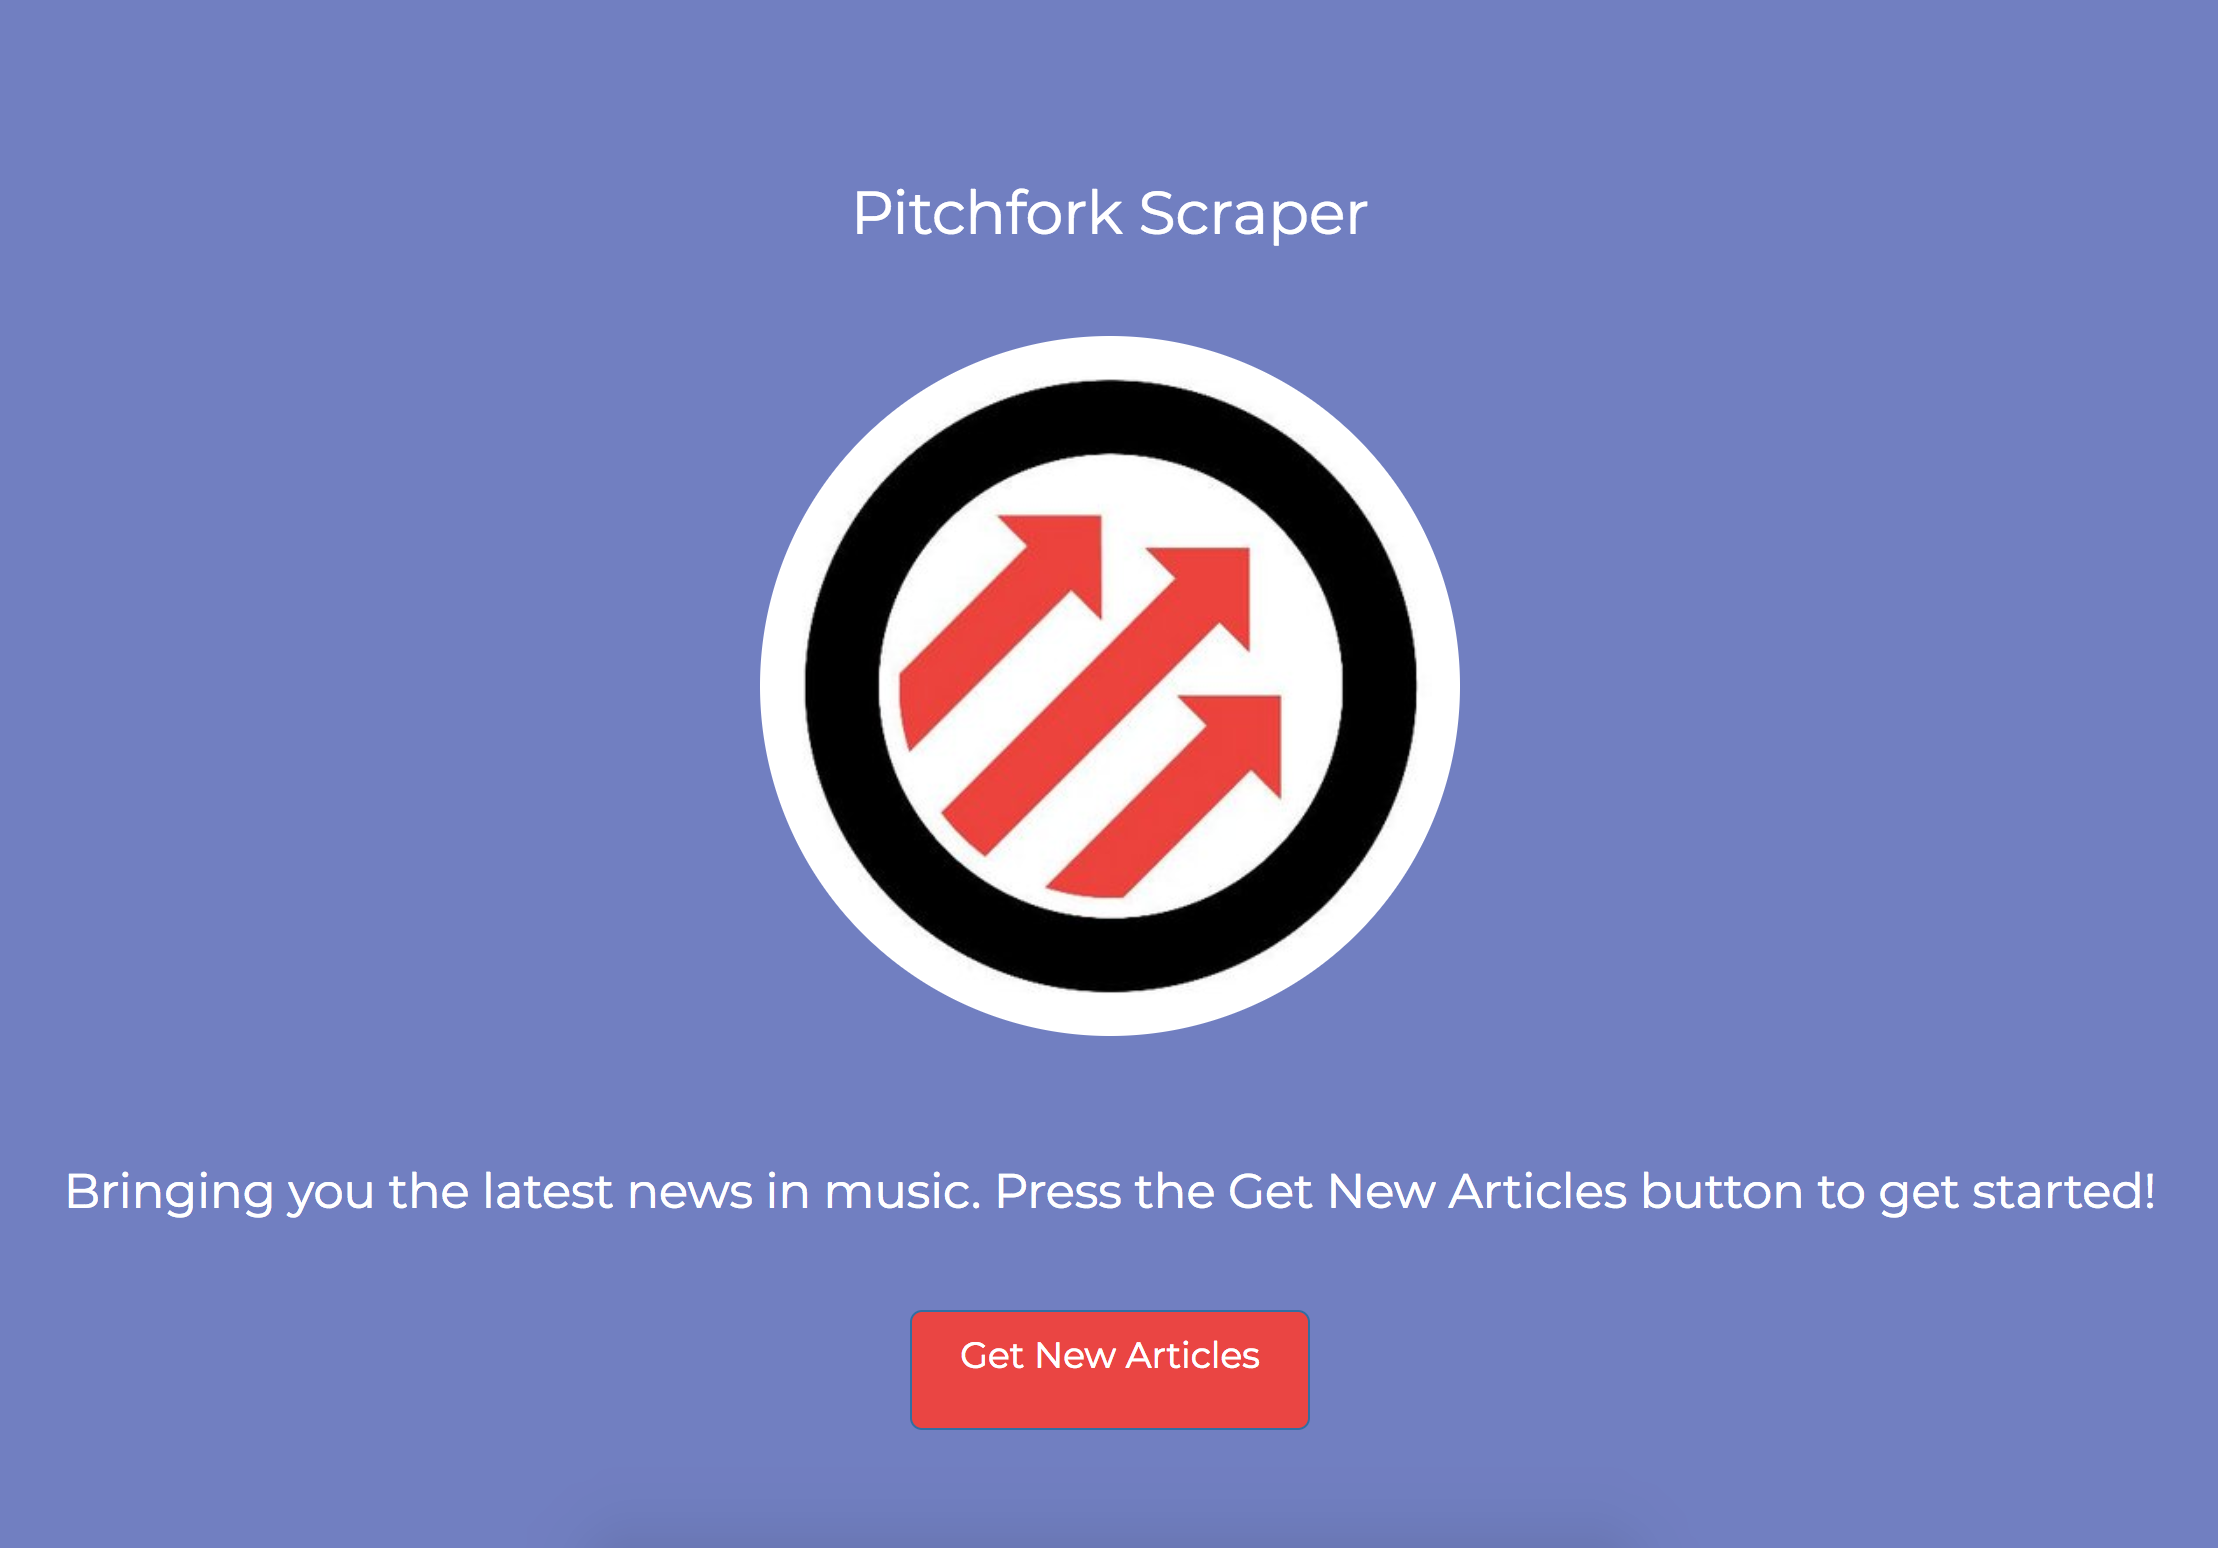 Pitchfork Scraper
Bringing you the latest news in music. Press the Get New Articles button to get started!
Get New Articles